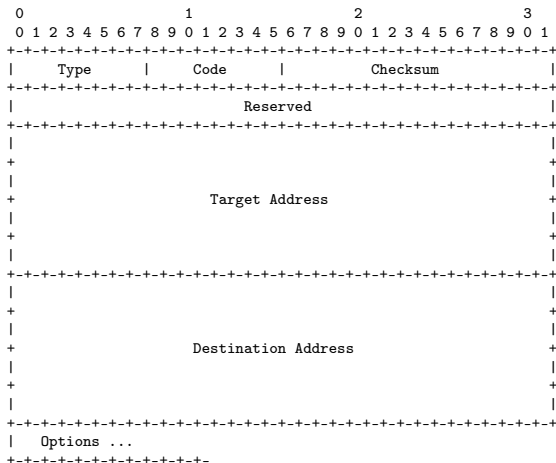 0                   1                   2                   3
 0 1 2 3 4 5 6 7 8 9 0 1 2 3 4 5 6 7 8 9 0 1 2 3 4 5 6 7 8 9 0 1
+-+-+-+-+-+-+-+-+-+-+-+-+-+-+-+-+-+-+-+-+-+-+-+-+-+-+-+-+-+-+-+-+
|     Type      |     Code      |          Checksum             |
+-+-+-+-+-+-+-+-+-+-+-+-+-+-+-+-+-+-+-+-+-+-+-+-+-+-+-+-+-+-+-+-+
|                           Reserved                            |
+-+-+-+-+-+-+-+-+-+-+-+-+-+-+-+-+-+-+-+-+-+-+-+-+-+-+-+-+-+-+-+-+
|                                                               |
+                                                               +
|                                                               |
+                       Target Address                          +
|                                                               |
+                                                               +
|                                                               |
+-+-+-+-+-+-+-+-+-+-+-+-+-+-+-+-+-+-+-+-+-+-+-+-+-+-+-+-+-+-+-+-+
|                                                               |
+                                                               +
|                                                               |
+                     Destination Address                       +
|                                                               |
+                                                               +
|                                                               |
+-+-+-+-+-+-+-+-+-+-+-+-+-+-+-+-+-+-+-+-+-+-+-+-+-+-+-+-+-+-+-+-+
|   Options ...
+-+-+-+-+-+-+-+-+-+-+-+-